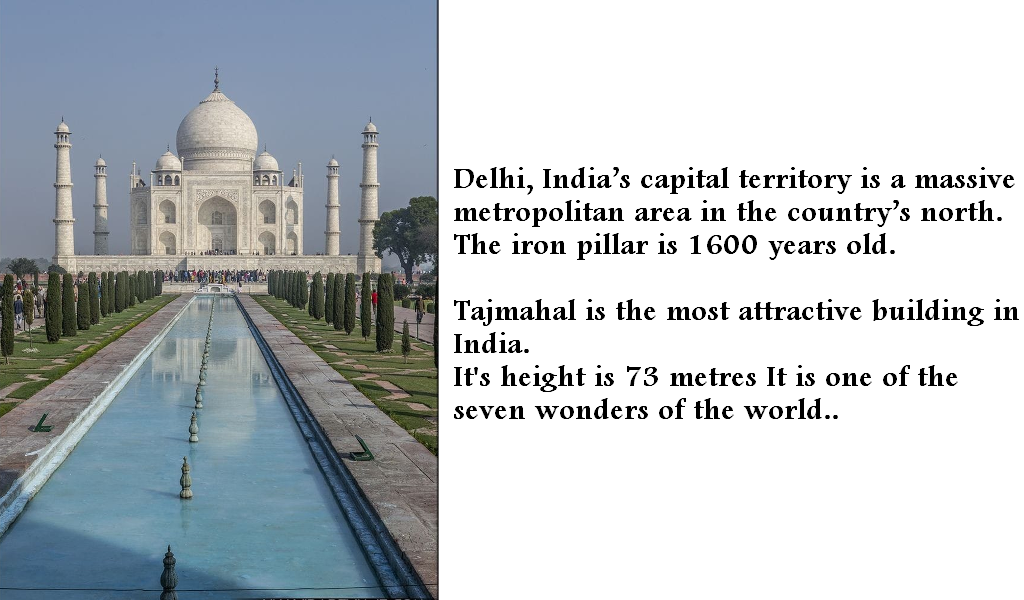 Delhi, India’s capital territory is a massive
metropolitan area in the country’s north.
The iron pillar is 1600 years old.
Tajmahal is the most attractive building in
India.
It's height is 73 metres It is one of the
seven wonders of the world..